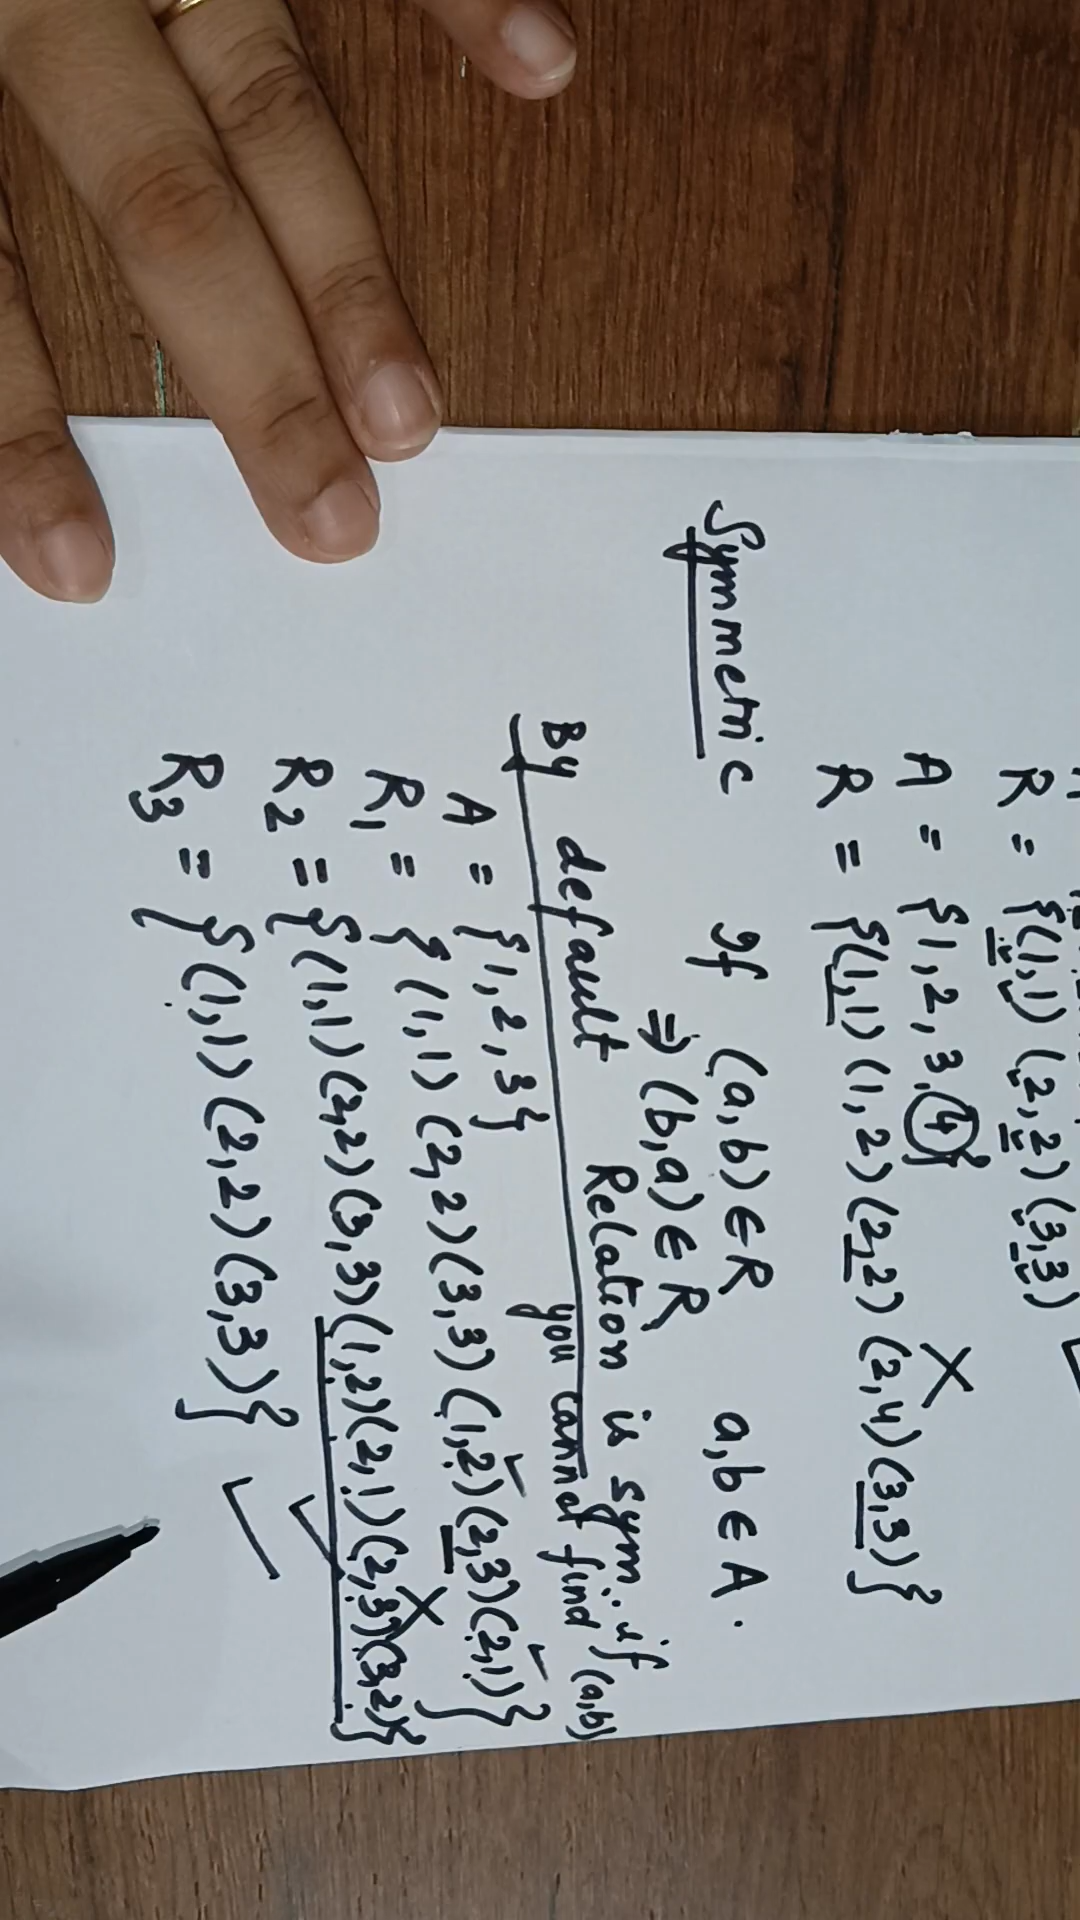 R = {(1,1) (2,2) (3,3)
A = {1, 2, 3, 4}
R = {(1,1) (1,2) (2,2) (2,4) (3,3)}
Symmetric If (a,b) ∈ R a,b ∈ A.
⇒ (b,a) ∈ R
By default Relation is sym. if
you cannot find (a,b)
A = {1, 2, 3}
R1 = {(1,1) (2,2) (3,3) (1,2) (2,3) (2,1)}
R2 = {(1,1) (2,2) (3,3) (1,2) (2,1) (2,3) (3,2)}
R3 = {(1,1) (2,2) (3,3)}